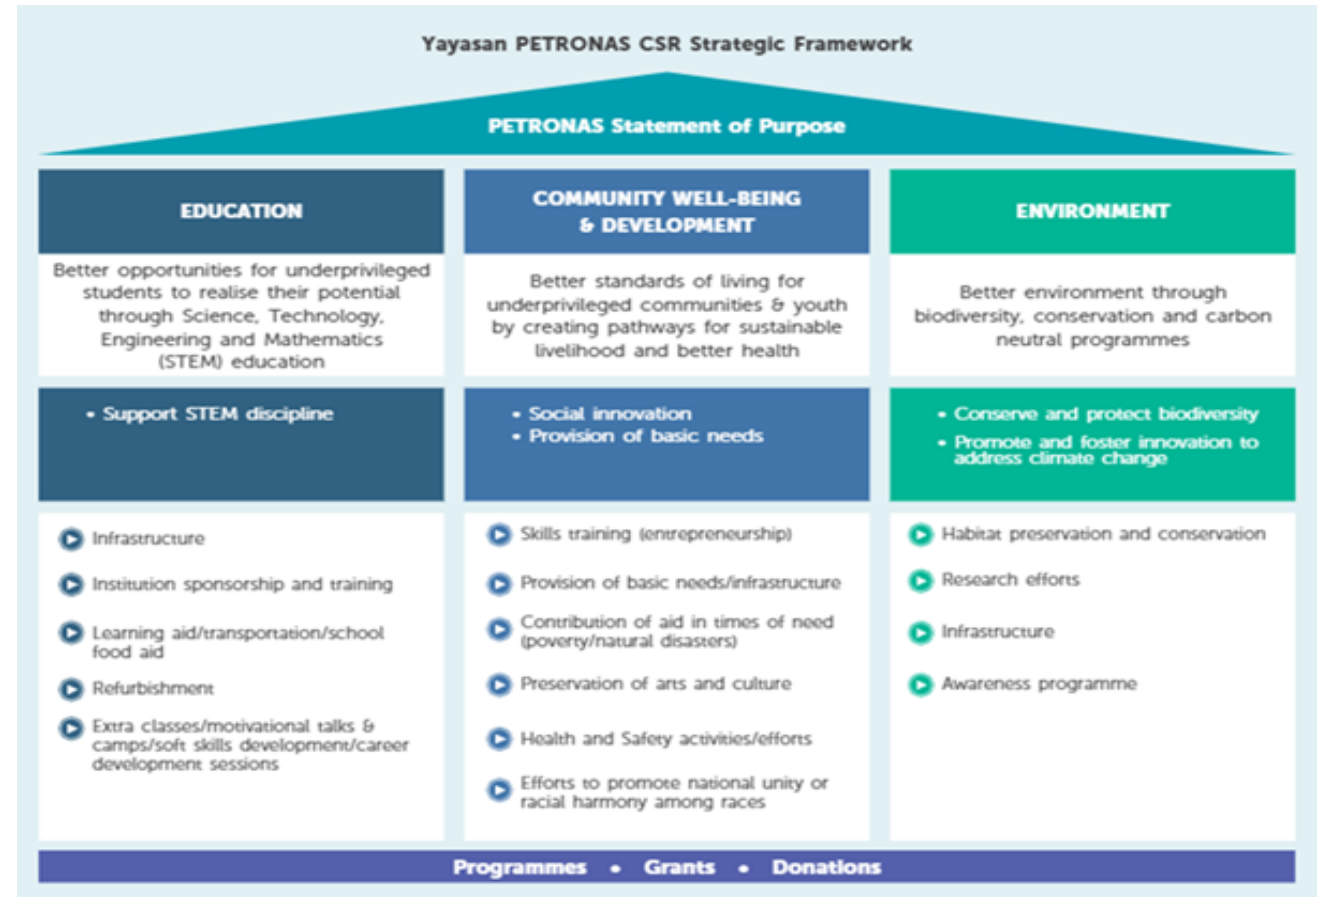 Yayasan PETRONAS CSR Strategic Framework
PETRONAS Statement of Purpose
EDUCATION
Better opportunities for underprivileged
students to realise their potential
through Science, Technology,
Engineering and Mathematics
(STEM) education
• Support STEM discipline
Infrastructure
Institution sponsorship and training
Learning aid/transportation/school
food aid
Refurbishment
Extra classes/motivational talks &
camps/soft skills development/career
development sessions
COMMUNITY WELL-BEING
& DEVELOPMENT
Better standards of living for
underprivileged communities & youth
by creating pathways for sustainable
livelihood and better health
• Social innovation
• Provision of basic needs
Skills training (entrepreneurship)
Provision of basic needs/infrastructure
Contribution of aid in times of need
(poverty/natural disasters)
Preservation of arts and culture
Health and Safety activities/efforts
Efforts to promote national unity or
racial harmony among races
ENVIRONMENT
Better environment through
biodiversity, conservation and carbon
neutral programmes
• Conserve and protect biodiversity
• Promote and foster innovation to
address climate change
Habitat preservation and conservation
Research efforts
Infrastructure
Awareness programme
Programmes • Grants • Donations